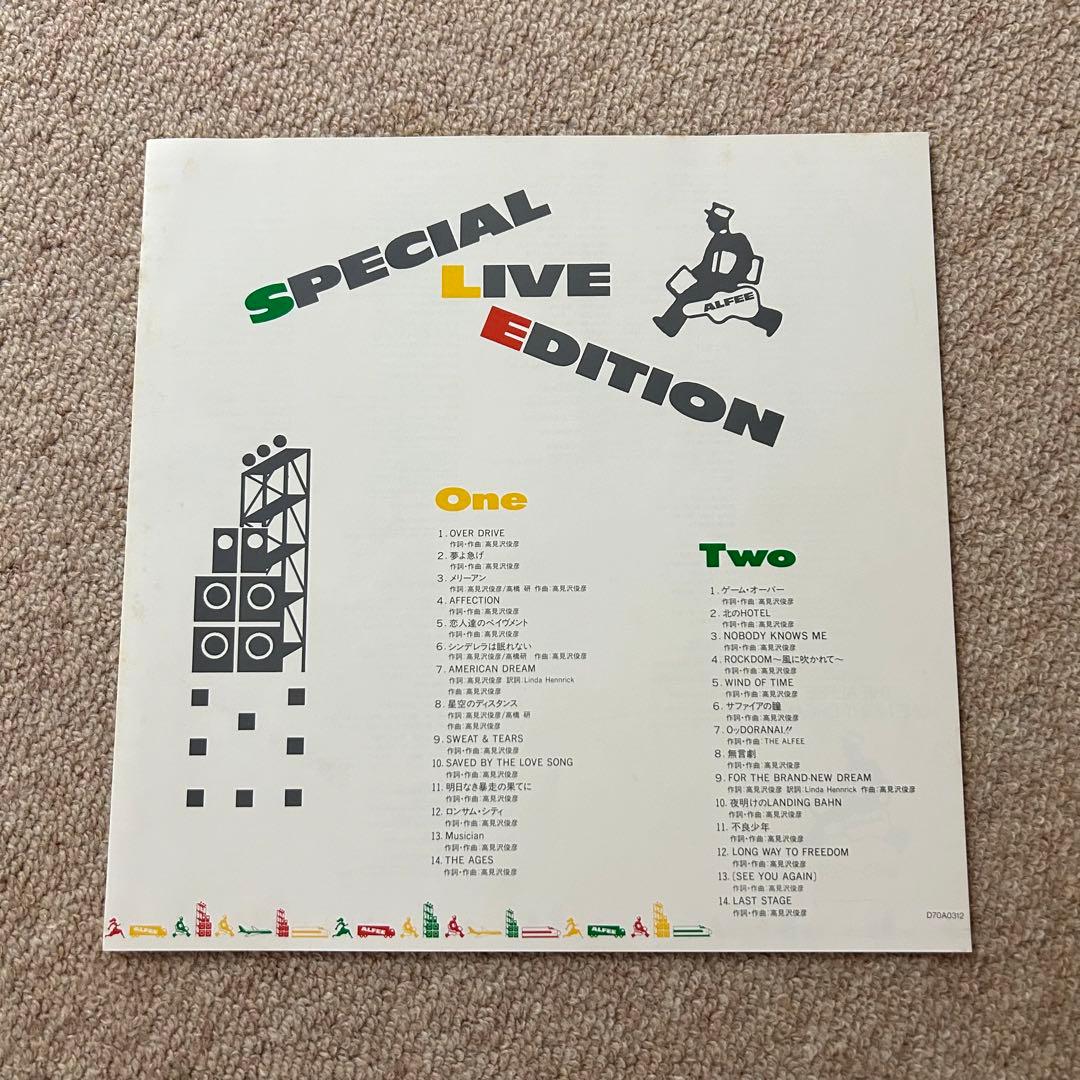 SPECIAL
LIVE
EDITION
ALFEE
One
1. OVER DRIVE
作詞・作曲:高見沢俊彦
2. 夢よ急げ
作詞・作曲:高見沢俊彦
3. メリーアン
作詞:高見沢俊彦/高橋 研 作曲:高見沢俊彦
4. AFFECTION
作詞・作曲:高見沢俊彦
5. 恋人達のペイヴメント
作詞・作曲:高見沢俊彦
6. シンデレラは眠れない
作詞:高見沢俊彦/高橋研 作曲:高見沢俊彦
7. AMERICAN DREAM
作詞:高見沢俊彦 訳詞:Linda Hennrick
作曲:高見沢俊彦
8. 星空のディスタンス
作詞:高見沢俊彦/高橋 研
作曲:高見沢俊彦
9. SWEAT & TEARS
作詞・作曲:高見沢俊彦
10. SAVED BY THE LOVE SONG
作詞・作曲:高見沢俊彦
11. 明日なき暴走の果てに
作詞・作曲:高見沢俊彦
12. ロンサム・シティ
作詞・作曲:高見沢俊彦
13. Musician
作詞・作曲:高見沢俊彦
14. THE AGES
作詞・作曲:高見沢俊彦
Two
1. ゲーム・オーバー
作詞・作曲:高見沢俊彦
2. 北のHOTEL
作詞・作曲:高見沢俊彦
3. NOBODY KNOWS ME
作詞・作曲:高見沢俊彦
4. ROCKDOM〜風に吹かれて〜
作詞・作曲:高見沢俊彦
5. WIND OF TIME
作詞・作曲:高見沢俊彦
6. サファイアの瞳
作詞・作曲:高見沢俊彦
7. OッDORANAI!!
作詞・作曲:THE ALFEE
8. 無言劇
作詞・作曲:高見沢俊彦
9. FOR THE BRAND-NEW DREAM
作詞:高見沢俊彦 訳詞:Linda Hennrick 作曲:高見沢俊彦
10. 夜明けのLANDING BAHN
作詞・作曲:高見沢俊彦
11. 不良少年
作詞・作曲:高見沢俊彦
12. LONG WAY TO FREEDOM
作詞・作曲:高見沢俊彦
13. [SEE YOU AGAIN]
作詞・作曲:高見沢俊彦
14. LAST STAGE
作詞・作曲:高見沢俊彦
D70A0312
ALFEE
ALFEE
ALFEE